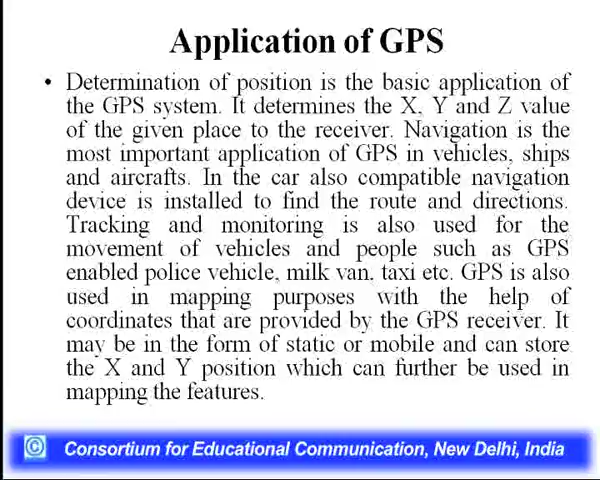 Application of GPS
• Determination of position is the basic application of
the GPS system. It determines the X, Y and Z value
of the given place to the receiver. Navigation is the
most important application of GPS in vehicles, ships
and aircrafts. In the car also compatible navigation
device is installed to find the route and directions.
Tracking and monitoring is also used for the
movement of vehicles and people such as GPS
enabled police vehicle, milk van, taxi etc. GPS is also
used in mapping purposes with the help of
coordinates that are provided by the GPS receiver. It
may be in the form of static or mobile and can store
the X and Y position which can further be used in
mapping the features.
© Consortium for Educational Communication, New Delhi, India